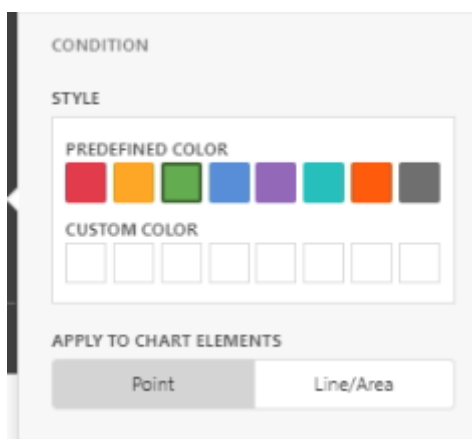 CONDITION
STYLE
PREDEFINED COLOR
CUSTOM COLOR
APPLY TO CHART ELEMENTS
Point Line/Area